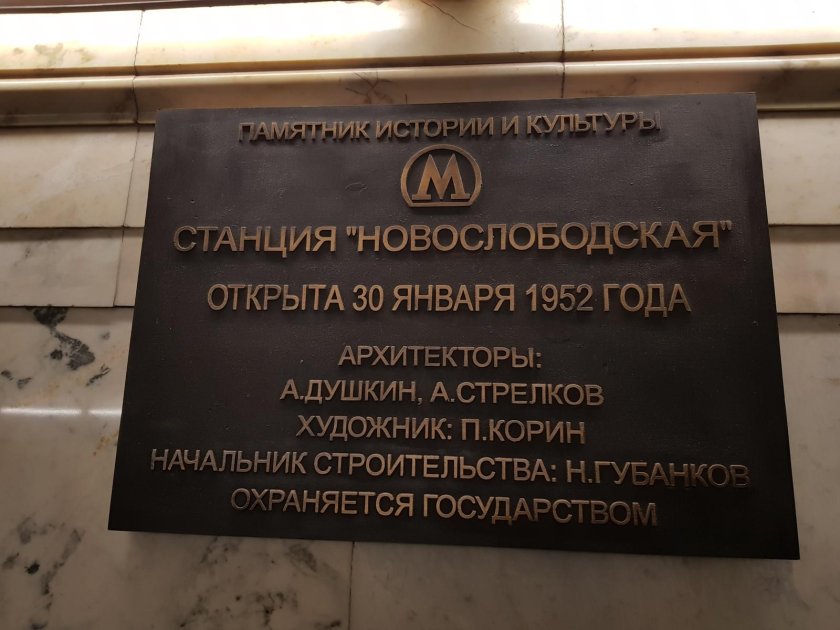 ПАМЯТНИК ИСТОРИИ И КУЛЬТУРЫ
М
СТАНЦИЯ "НОВОСЛОБОДСКАЯ"
ОТКРЫТА 30 ЯНВАРЯ 1952 ГОДА
АРХИТЕКТОРЫ:
А.ДУШКИН, А.СТРЕЛКОВ
ХУДОЖНИК: П.КОРИН
НАЧАЛЬНИК СТРОИТЕЛЬСТВА: Н.ГУБАНКОВ
ОХРАНЯЕТСЯ ГОСУДАРСТВОМ